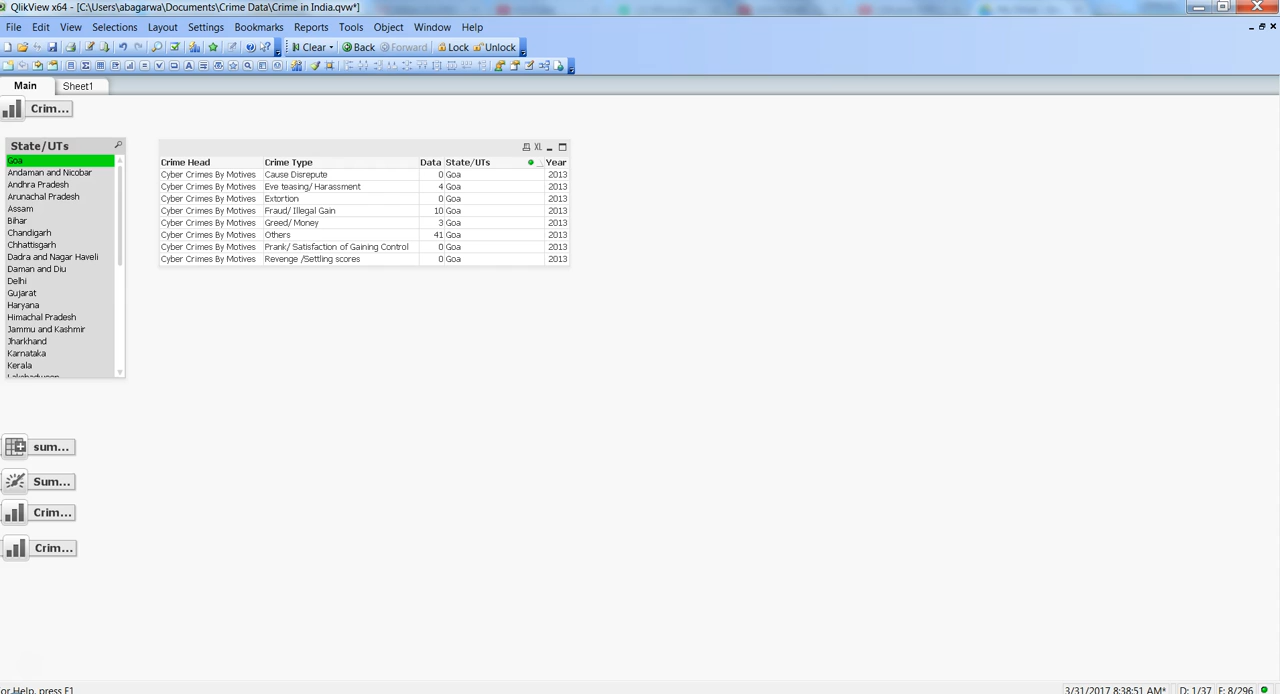 QlikView x64 - [C:\Users\abagarwa\Documents\Crime Data\Crime in India.qvw*]
File Edit View Selections Layout Settings Bookmarks Reports Tools Object Window Help
Clear Back Forward Lock Unlock
Main Sheet1
Crim...
State/UTs
Goa
Andaman and Nicobar
Andhra Pradesh
Arunachal Pradesh
Assam
Bihar
Chandigarh
Chhattisgarh
Dadra and Nagar Haveli
Daman and Diu
Delhi
Gujarat
Haryana
Himachal Pradesh
Jammu and Kashmir
Jharkhand
Karnataka
Kerala
XL
Crime Head Crime Type Data State/UTs Year
Cyber Crimes By Motives Cause Disrepute 0 Goa 2013
Cyber Crimes By Motives Eve teasing/ Harassment 4 Goa 2013
Cyber Crimes By Motives Extortion 0 Goa 2013
Cyber Crimes By Motives Fraud/ Illegal Gain 10 Goa 2013
Cyber Crimes By Motives Greed/ Money 3 Goa 2013
Cyber Crimes By Motives Others 41 Goa 2013
Cyber Crimes By Motives Prank/ Satisfaction of Gaining Control 0 Goa 2013
Cyber Crimes By Motives Revenge /Settling scores 0 Goa 2013
sum...
Sum...
Crim...
Crim...
or Help, press F1
3/31/2017 8:38:51 AM* D: 1/37 F: 8/296